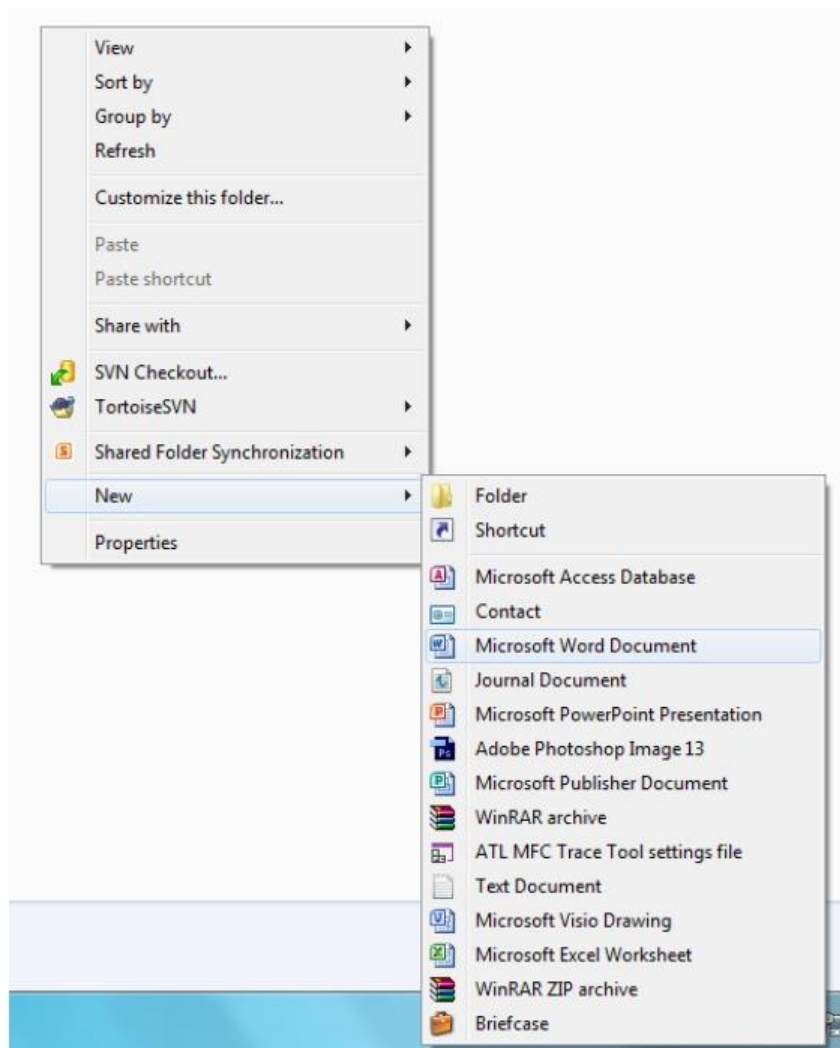 View
Sort by
Group by
Refresh
Customize this folder...
Paste
Paste shortcut
Share with
SVN Checkout...
TortoiseSVN
Shared Folder Synchronization
New
Properties
Folder
Shortcut
Microsoft Access Database
Contact
Microsoft Word Document
Journal Document
Microsoft PowerPoint Presentation
Adobe Photoshop Image 13
Microsoft Publisher Document
WinRAR archive
ATL MFC Trace Tool settings file
Text Document
Microsoft Visio Drawing
Microsoft Excel Worksheet
WinRAR ZIP archive
Briefcase